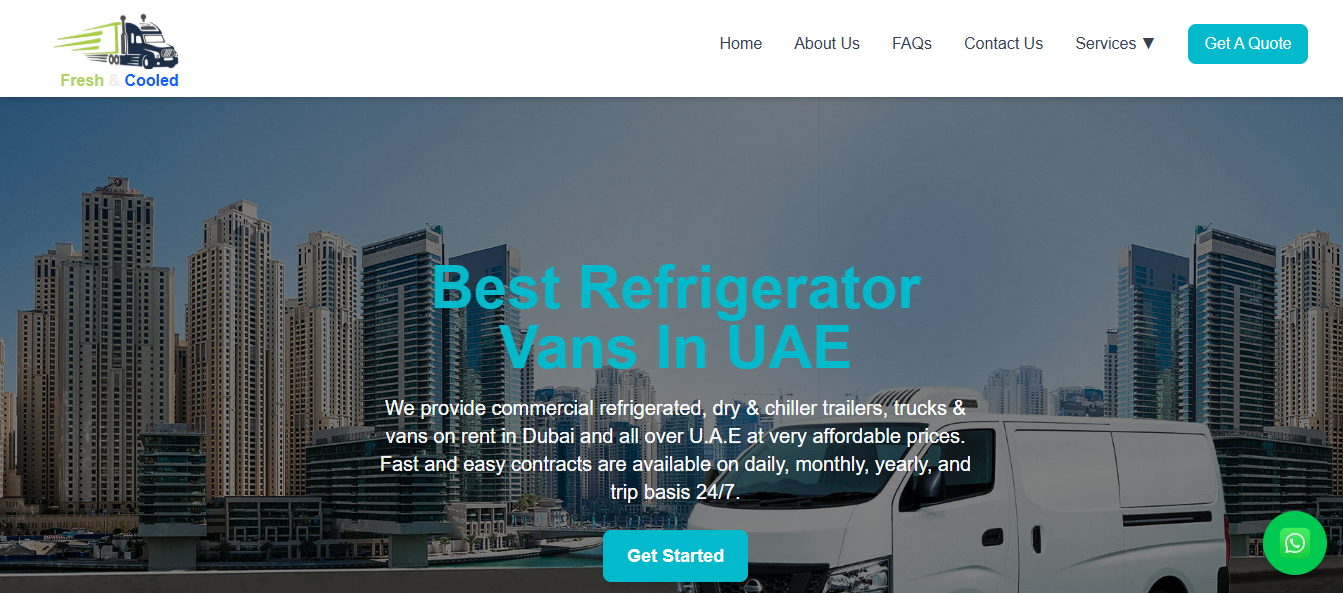 Fresh & Cooled
Home
About Us
FAQs
Contact Us
Services ▼
Get A Quote
Best Refrigerator
Vans In UAE
We provide commercial refrigerated, dry & chiller trailers, trucks &
vans on rent in Dubai and all over U.A.E at very affordable prices.
Fast and easy contracts are available on daily, monthly, yearly, and
trip basis 24/7.
Get Started